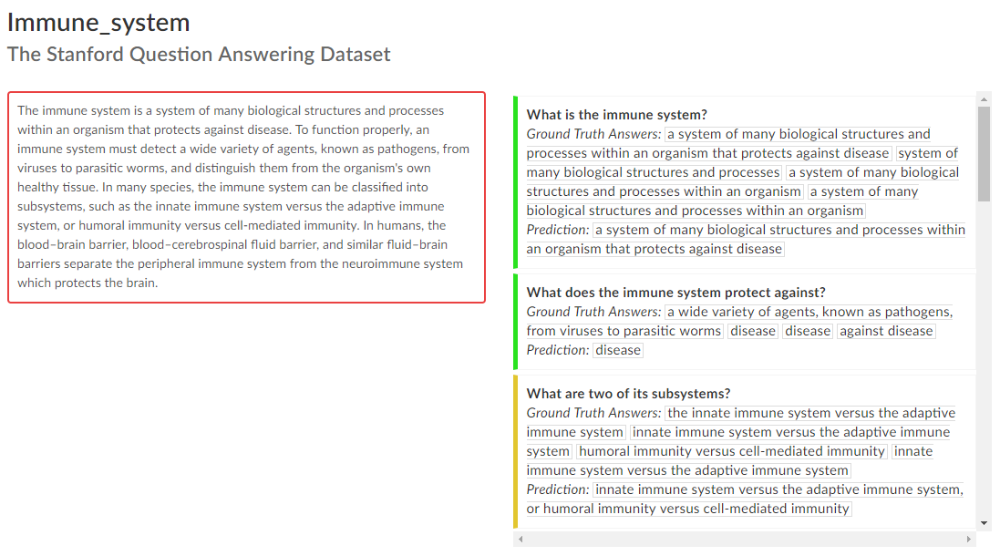 Immune_system
The Stanford Question Answering Dataset
The immune system is a system of many biological structures and processes
within an organism that protects against disease. To function properly, an
immune system must detect a wide variety of agents, known as pathogens, from
viruses to parasitic worms, and distinguish them from the organism's own
healthy tissue. In many species, the immune system can be classified into
subsystems, such as the innate immune system versus the adaptive immune
system, or humoral immunity versus cell-mediated immunity. In humans, the
blood–brain barrier, blood–cerebrospinal fluid barrier, and similar fluid–brain
barriers separate the peripheral immune system from the neuroimmune system
which protects the brain.
What is the immune system?
Ground Truth Answers: a system of many biological structures and
processes within an organism that protects against disease system of
many biological structures and processes a system of many biological
structures and processes within an organism a system of many
biological structures and processes within an organism
Prediction: a system of many biological structures and processes within
an organism that protects against disease
What does the immune system protect against?
Ground Truth Answers: a wide variety of agents, known as pathogens,
from viruses to parasitic worms disease disease against disease
Prediction: disease
What are two of its subsystems?
Ground Truth Answers: the innate immune system versus the adaptive
immune system innate immune system versus the adaptive immune
system humoral immunity versus cell-mediated immunity innate
immune system versus the adaptive immune system
Prediction: innate immune system versus the adaptive immune system,
or humoral immunity versus cell-mediated immunity